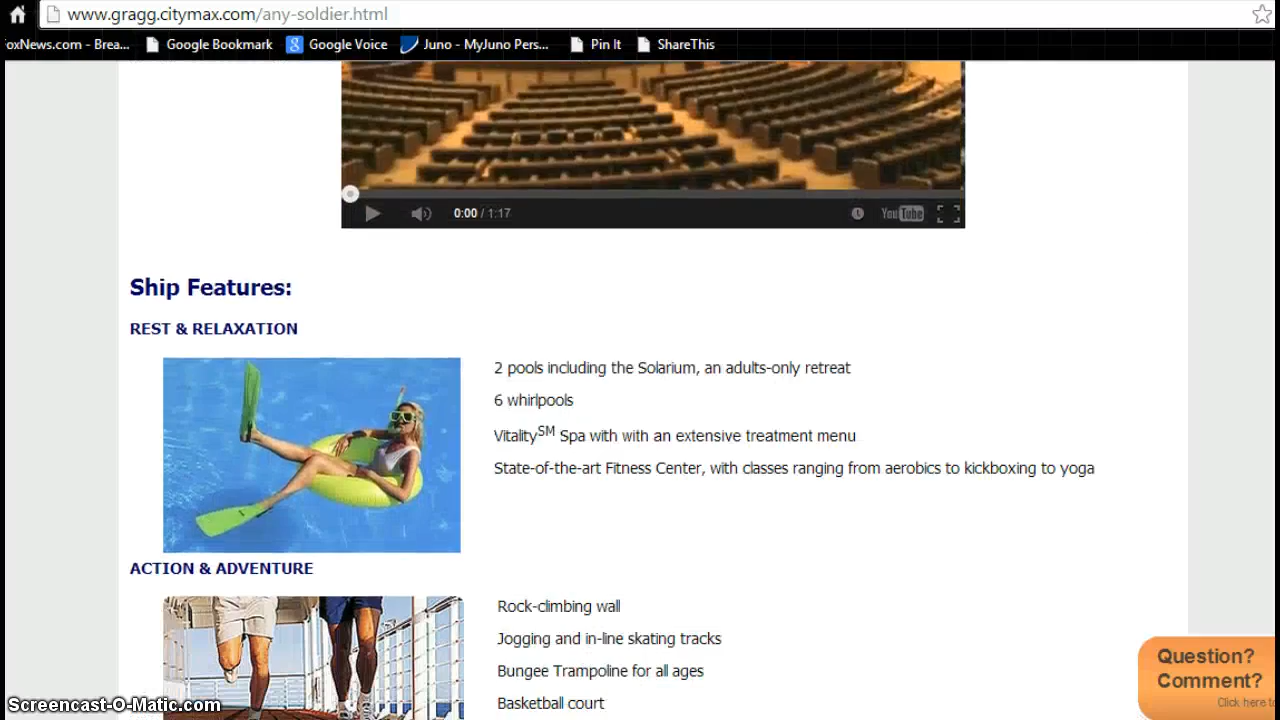 www.gragg.citymax.com/any-soldier.html
oxNews.com - Brea... Google Bookmark Google Voice Juno - MyJuno Pers... Pin It ShareThis
0:00 / 1:17 YouTube
Ship Features:
REST & RELAXATION
2 pools including the Solarium, an adults-only retreat
6 whirlpools
VitalitySM Spa with with an extensive treatment menu
State-of-the-art Fitness Center, with classes ranging from aerobics to kickboxing to yoga
ACTION & ADVENTURE
Rock-climbing wall
Jogging and in-line skating tracks
Bungee Trampoline for all ages
Basketball court
Question?
Comment?
Click here to
Screencast-O-Matic.com